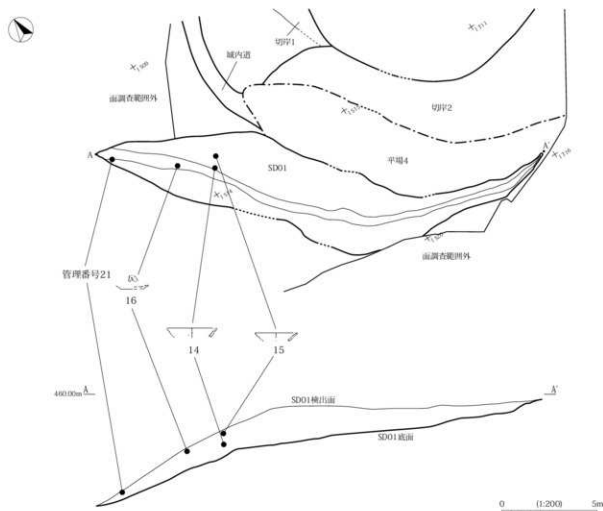 切岸1
城内道
面調査範囲外
切岸2
平場4
A
A'
SD01
面調査範囲外
管理番号21
16
14
15
460.00m
A
A'
SD01検出面
SD01底面
0 (1:200) 5m